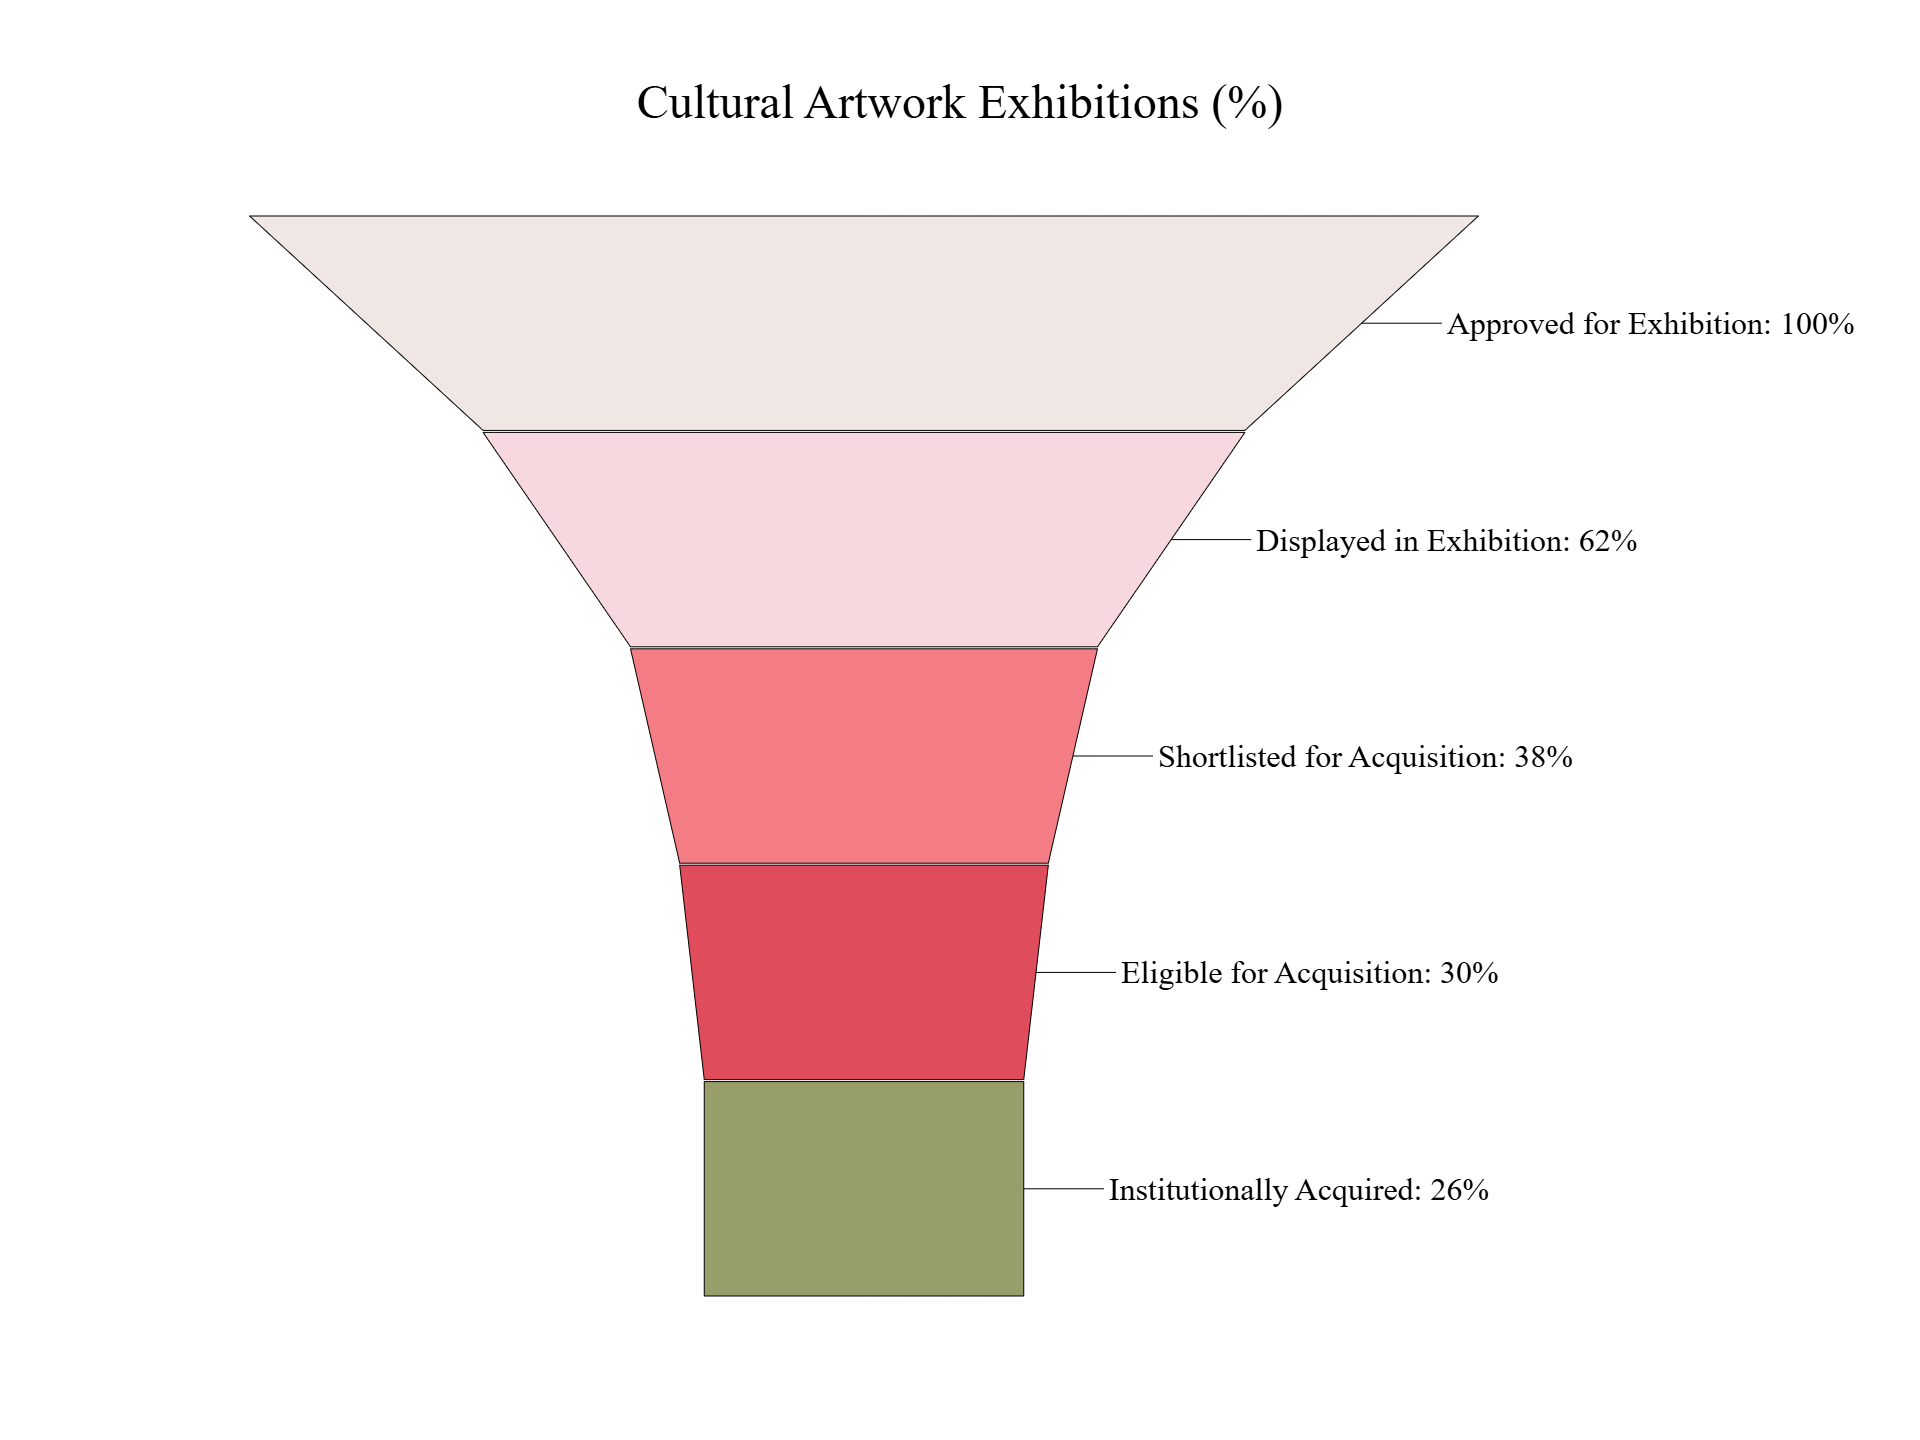 Cultural Artwork Exhibitions (%)
Approved for Exhibition: 100%
Displayed in Exhibition: 62%
Shortlisted for Acquisition: 38%
Eligible for Acquisition: 30%
Institutionally Acquired: 26%